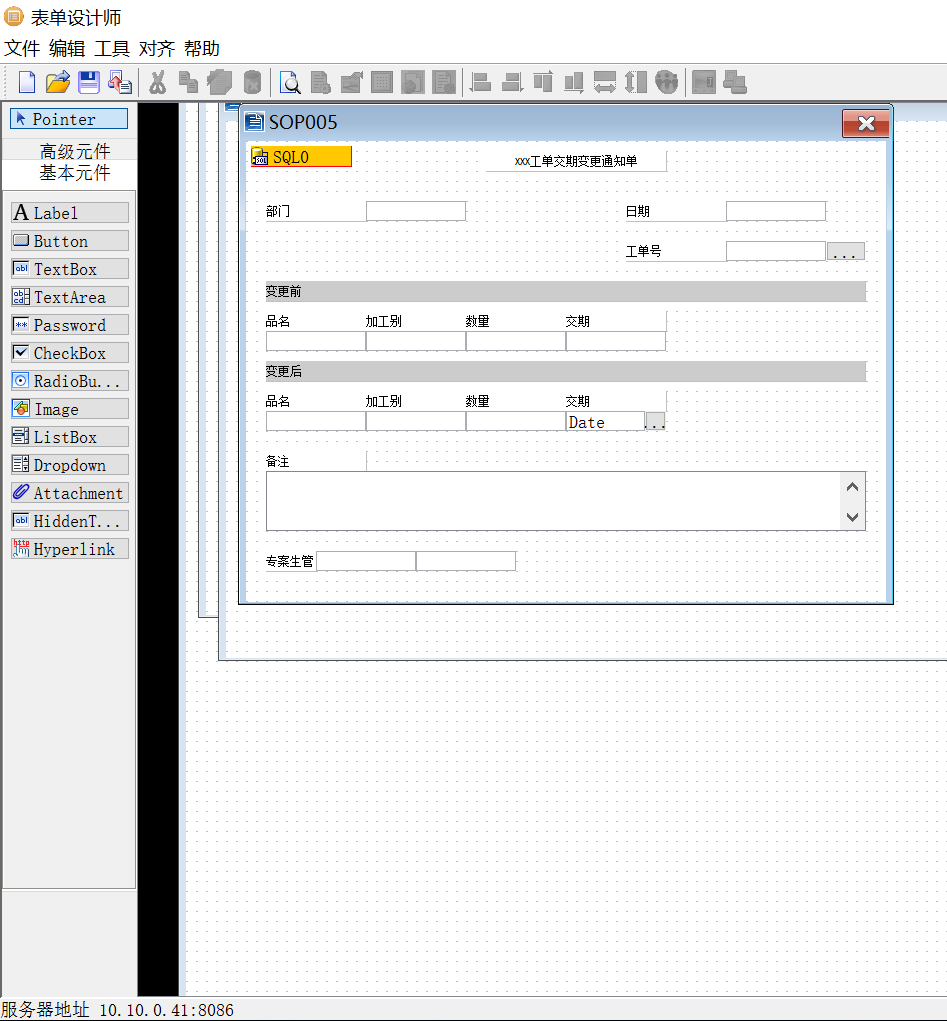 表单设计师
文件 编辑 工具 对齐 帮助
Pointer
高级元件
基本元件
Label
Button
TextBox
TextArea
Password
CheckBox
RadioBu...
Image
ListBox
Dropdown
Attachment
HiddenT...
Hyperlink
SOP005
SQL0
xxx工单交期变更通知单
部门 日期
工单号 ...
变更前
品名 加工别 数量 交期
变更后
品名 加工别 数量 交期
Date ...
备注
专案生管
服务器地址 10.10.0.41:8086